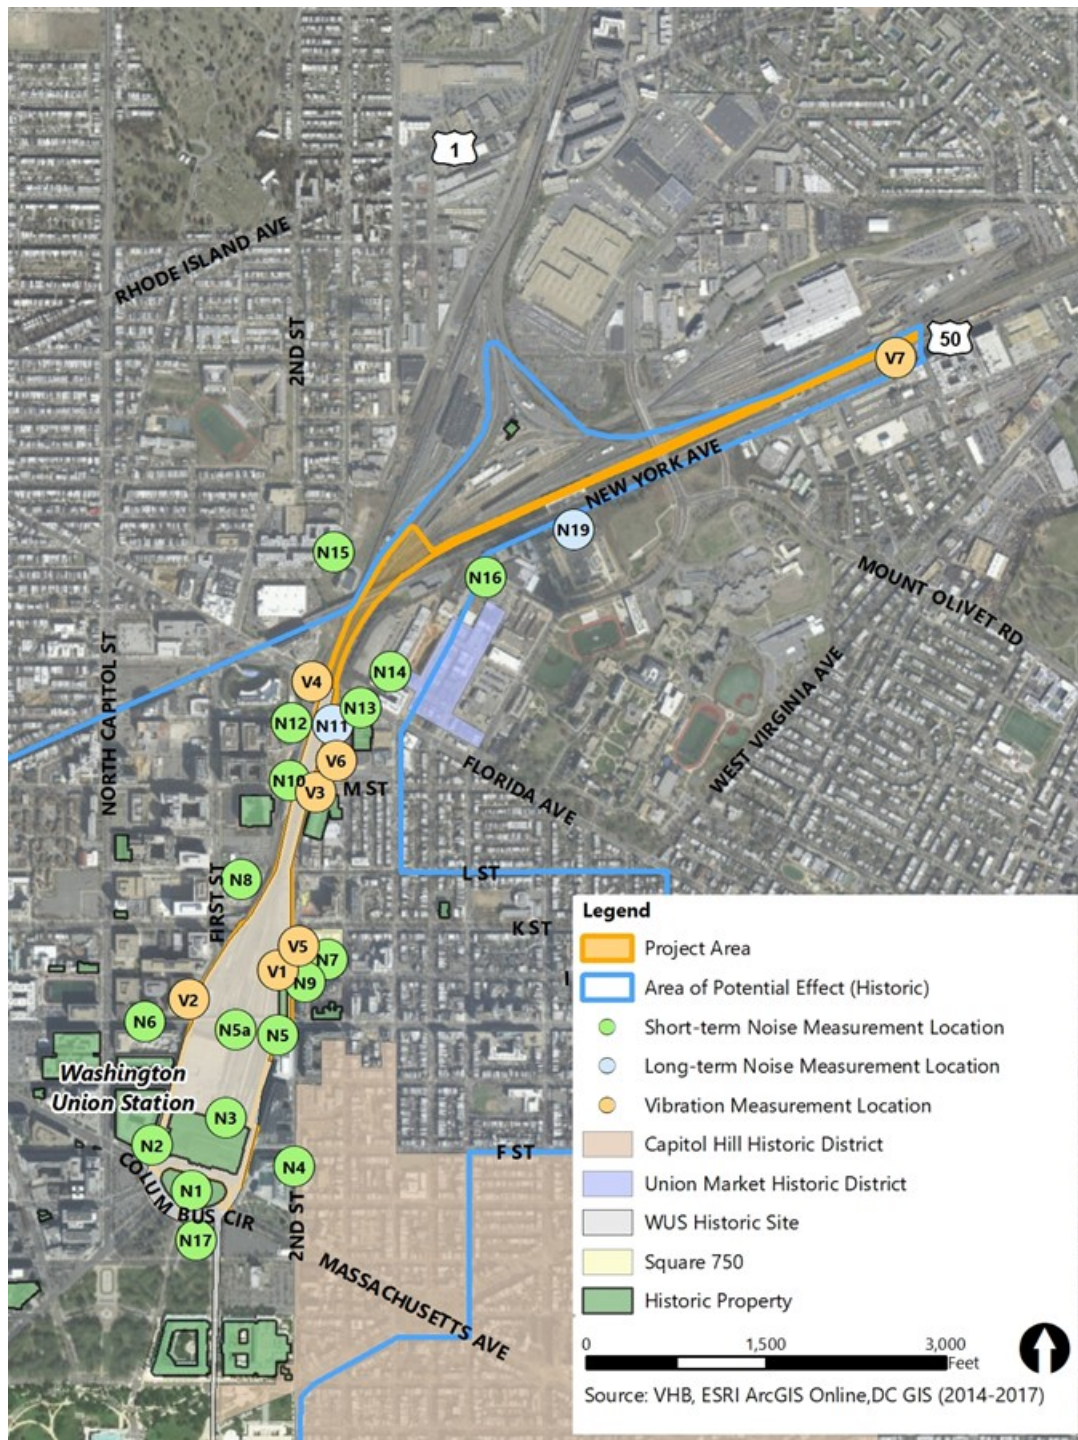 1
RHODE ISLAND AVE
2ND ST
50
V7
NEW YORK AVE
N19
N15
N16
MOUNT OLIVET RD
NORTH CAPITOL ST
V4
N14
N13
N12
N11
WEST VIRGINIA AVE
V6
N10
V3
M ST
FLORIDA AVE
N8
FIRST ST
L ST
K ST
I
V5
N7
V1
N9
V2
N6
N5a
N5
Washington
Union Station
N3
N2
N4
F ST
N1
COLUMBUS CIR
2ND ST
N17
MASSACHUSETTS AVE
Legend
Project Area
Area of Potential Effect (Historic)
Short-term Noise Measurement Location
Long-term Noise Measurement Location
Vibration Measurement Location
Capitol Hill Historic District
Union Market Historic District
WUS Historic Site
Square 750
Historic Property
0 1,500 3,000
Feet
Source: VHB, ESRI ArcGIS Online,DC GIS (2014-2017)